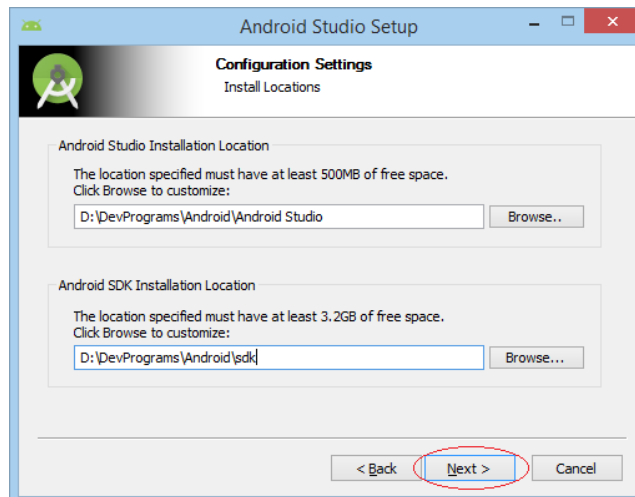 Android Studio Setup
Configuration Settings
Install Locations
Android Studio Installation Location
The location specified must have at least 500MB of free space.
Click Browse to customize:
D:\DevPrograms\Android\Android Studio
Browse..
Android SDK Installation Location
The location specified must have at least 3.2GB of free space.
Click Browse to customize:
D:\DevPrograms\Android\sdk
Browse...
< Back
Next >
Cancel